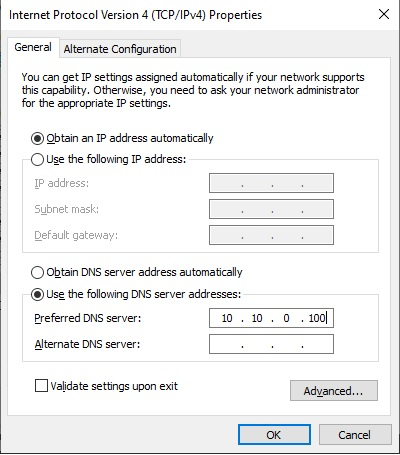 Internet Protocol Version 4 (TCP/IPv4) Properties
General
Alternate Configuration
You can get IP settings assigned automatically if your network supports
this capability. Otherwise, you need to ask your network administrator
for the appropriate IP settings.
Obtain an IP address automatically
Use the following IP address:
IP address: . . .
Subnet mask: . . .
Default gateway: . . .
Obtain DNS server address automatically
Use the following DNS server addresses:
Preferred DNS server: 10 . 10 . 0 . 100
Alternate DNS server: . . .
Validate settings upon exit
Advanced...
OK
Cancel